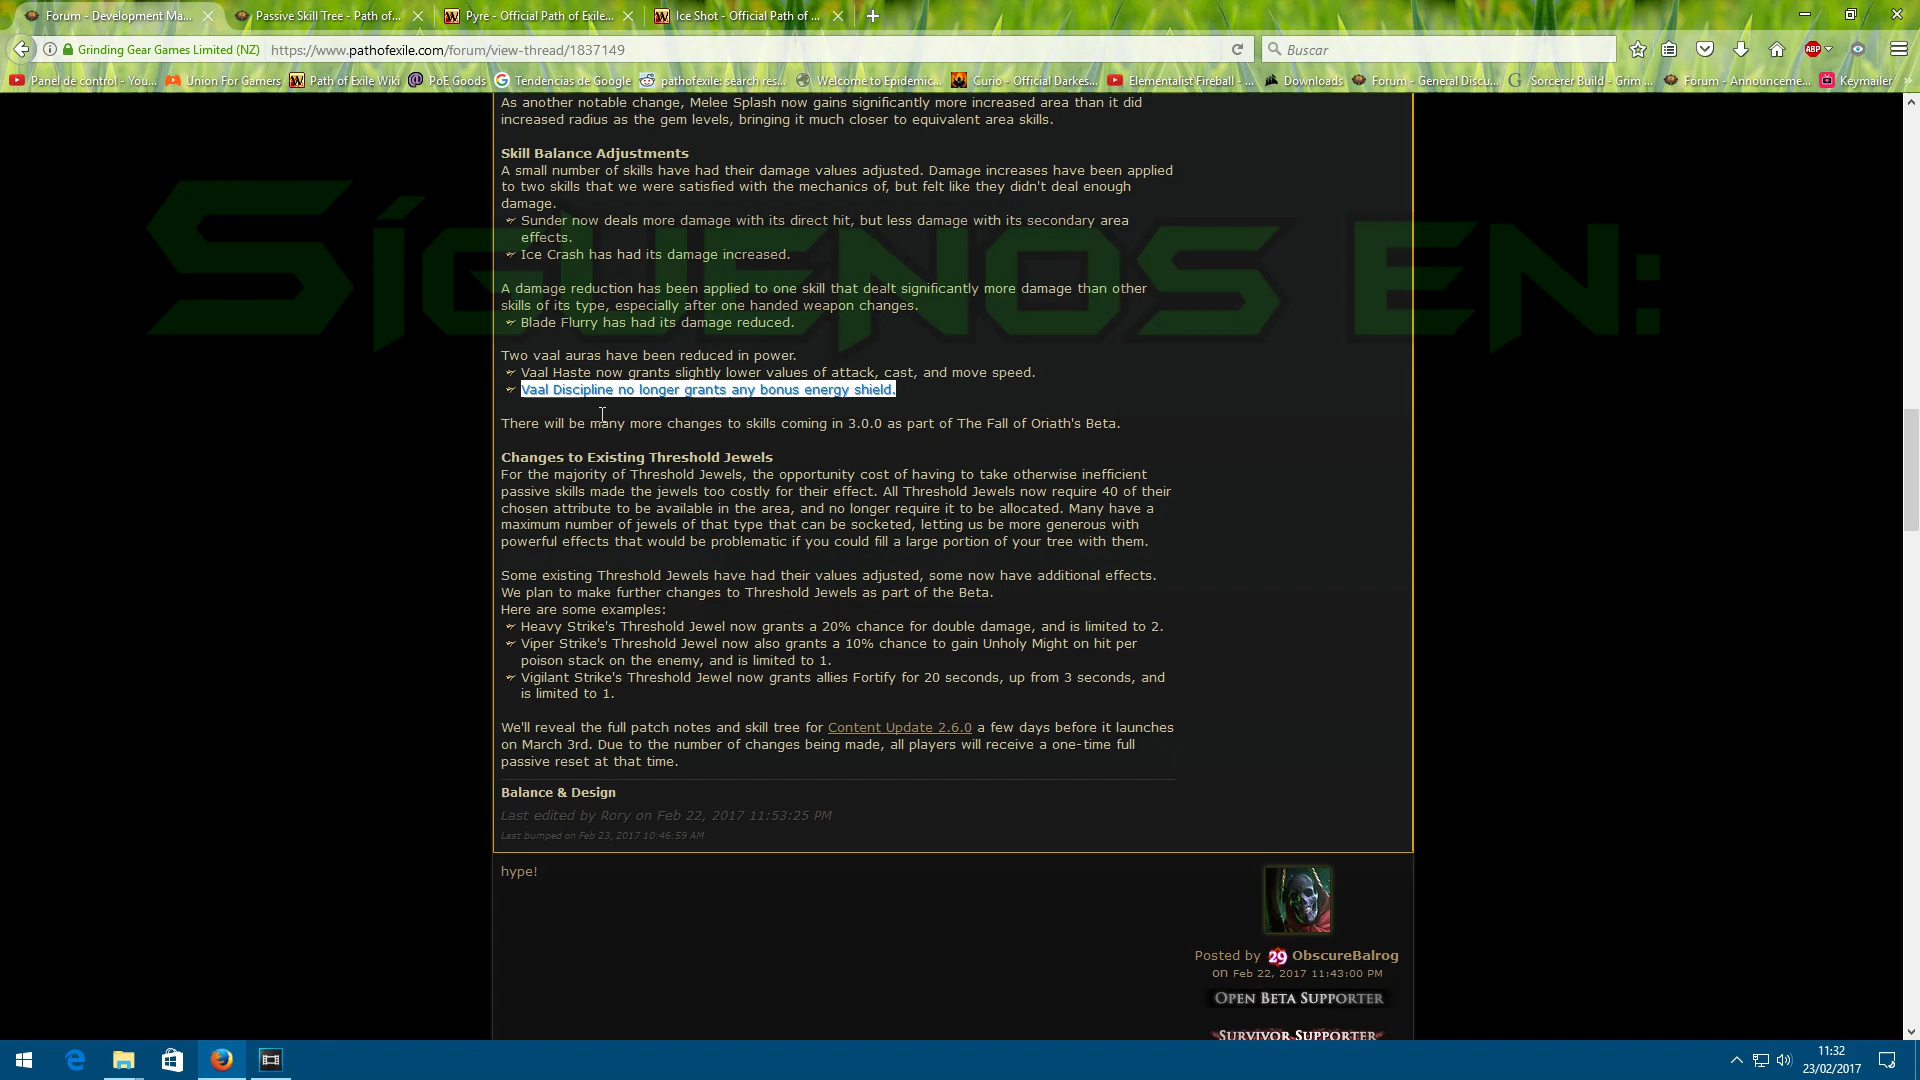 Forum - Development Ma...
Passive Skill Tree - Path of...
Pyre - Official Path of Exile...
Ice Shot - Official Path of ...
Grinding Gear Games Limited (NZ)
https://www.pathofexile.com/forum/view-thread/1837149
Buscar
ABP
Panel de control - You...
Union For Gamers
Path of Exile Wiki
PoE Goods
Tendencias de Google
pathofexile: search res...
Welcome to Epidemic...
Curio - Official Darkes...
Elementalist Fireball - ...
Downloads
Forum - General Discu...
Sorcerer Build - Grim ...
Forum - Announceme...
Keymailer
As another notable change, Melee Splash now gains significantly more increased area than it did
increased radius as the gem levels, bringing it much closer to equivalent area skills.
Skill Balance Adjustments
A small number of skills have had their damage values adjusted. Damage increases have been applied
to two skills that we were satisfied with the mechanics of, but felt like they didn't deal enough
damage.
Sunder now deals more damage with its direct hit, but less damage with its secondary area
effects.
Ice Crash has had its damage increased.
SÍGUENOS EN:
A damage reduction has been applied to one skill that dealt significantly more damage than other
skills of its type, especially after one handed weapon changes.
Blade Flurry has had its damage reduced.
Two vaal auras have been reduced in power.
Vaal Haste now grants slightly lower values of attack, cast, and move speed.
Vaal Discipline no longer grants any bonus energy shield.
There will be many more changes to skills coming in 3.0.0 as part of The Fall of Oriath's Beta.
Changes to Existing Threshold Jewels
For the majority of Threshold Jewels, the opportunity cost of having to take otherwise inefficient
passive skills made the jewels too costly for their effect. All Threshold Jewels now require 40 of their
chosen attribute to be available in the area, and no longer require it to be allocated. Many have a
maximum number of jewels of that type that can be socketed, letting us be more generous with
powerful effects that would be problematic if you could fill a large portion of your tree with them.
Some existing Threshold Jewels have had their values adjusted, some now have additional effects.
We plan to make further changes to Threshold Jewels as part of the Beta.
Here are some examples:
Heavy Strike's Threshold Jewel now grants a 20% chance for double damage, and is limited to 2.
Viper Strike's Threshold Jewel now also grants a 10% chance to gain Unholy Might on hit per
poison stack on the enemy, and is limited to 1.
Vigilant Strike's Threshold Jewel now grants allies Fortify for 20 seconds, up from 3 seconds, and
is limited to 1.
We'll reveal the full patch notes and skill tree for Content Update 2.6.0 a few days before it launches
on March 3rd. Due to the number of changes being made, all players will receive a one-time full
passive reset at that time.
Balance & Design
Last edited by Rory on Feb 22, 2017 11:53:25 PM
Last bumped on Feb 23, 2017 10:46:59 AM
hype!
Posted by 29 ObscureBalrog
on Feb 22, 2017 11:43:00 PM
OPEN BETA SUPPORTER
SURVIVOR SUPPORTER
11:32
23/02/2017